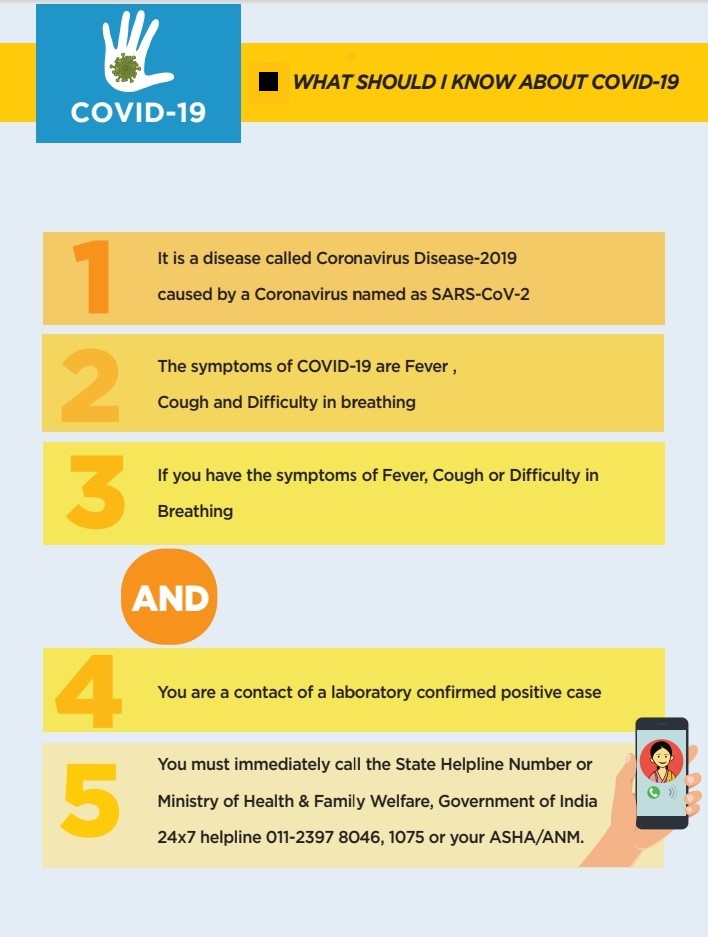 COVID-19
WHAT SHOULD I KNOW ABOUT COVID-19
1
It is a disease called Coronavirus Disease-2019
caused by a Coronavirus named as SARS-CoV-2
2
The symptoms of COVID-19 are Fever ,
Cough and Difficulty in breathing
3
If you have the symptoms of Fever, Cough or Difficulty in
Breathing
AND
4
You are a contact of a laboratory confirmed positive case
5
You must immediately call the State Helpline Number or
Ministry of Health & Family Welfare, Government of India
24x7 helpline 011-2397 8046, 1075 or your ASHA/ANM.